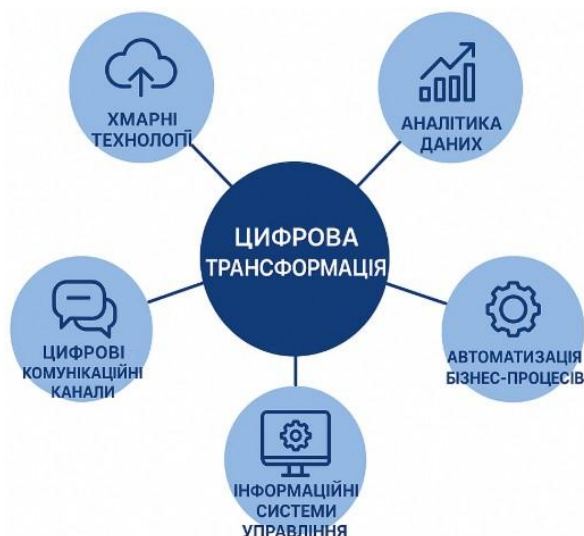 ХМАРНІ
ТЕХНОЛОГІЇ
АНАЛІТИКА
ДАНИХ
ЦИФРОВА
ТРАНСФОРМАЦІЯ
ЦИФРОВІ
КОМУНІКАЦІЙНІ
КАНАЛИ
АВТОМАТИЗАЦІЯ
БІЗНЕС-ПРОЦЕСІВ
ІНФОРМАЦІЙНІ
СИСТЕМИ
УПРАВЛІННЯ